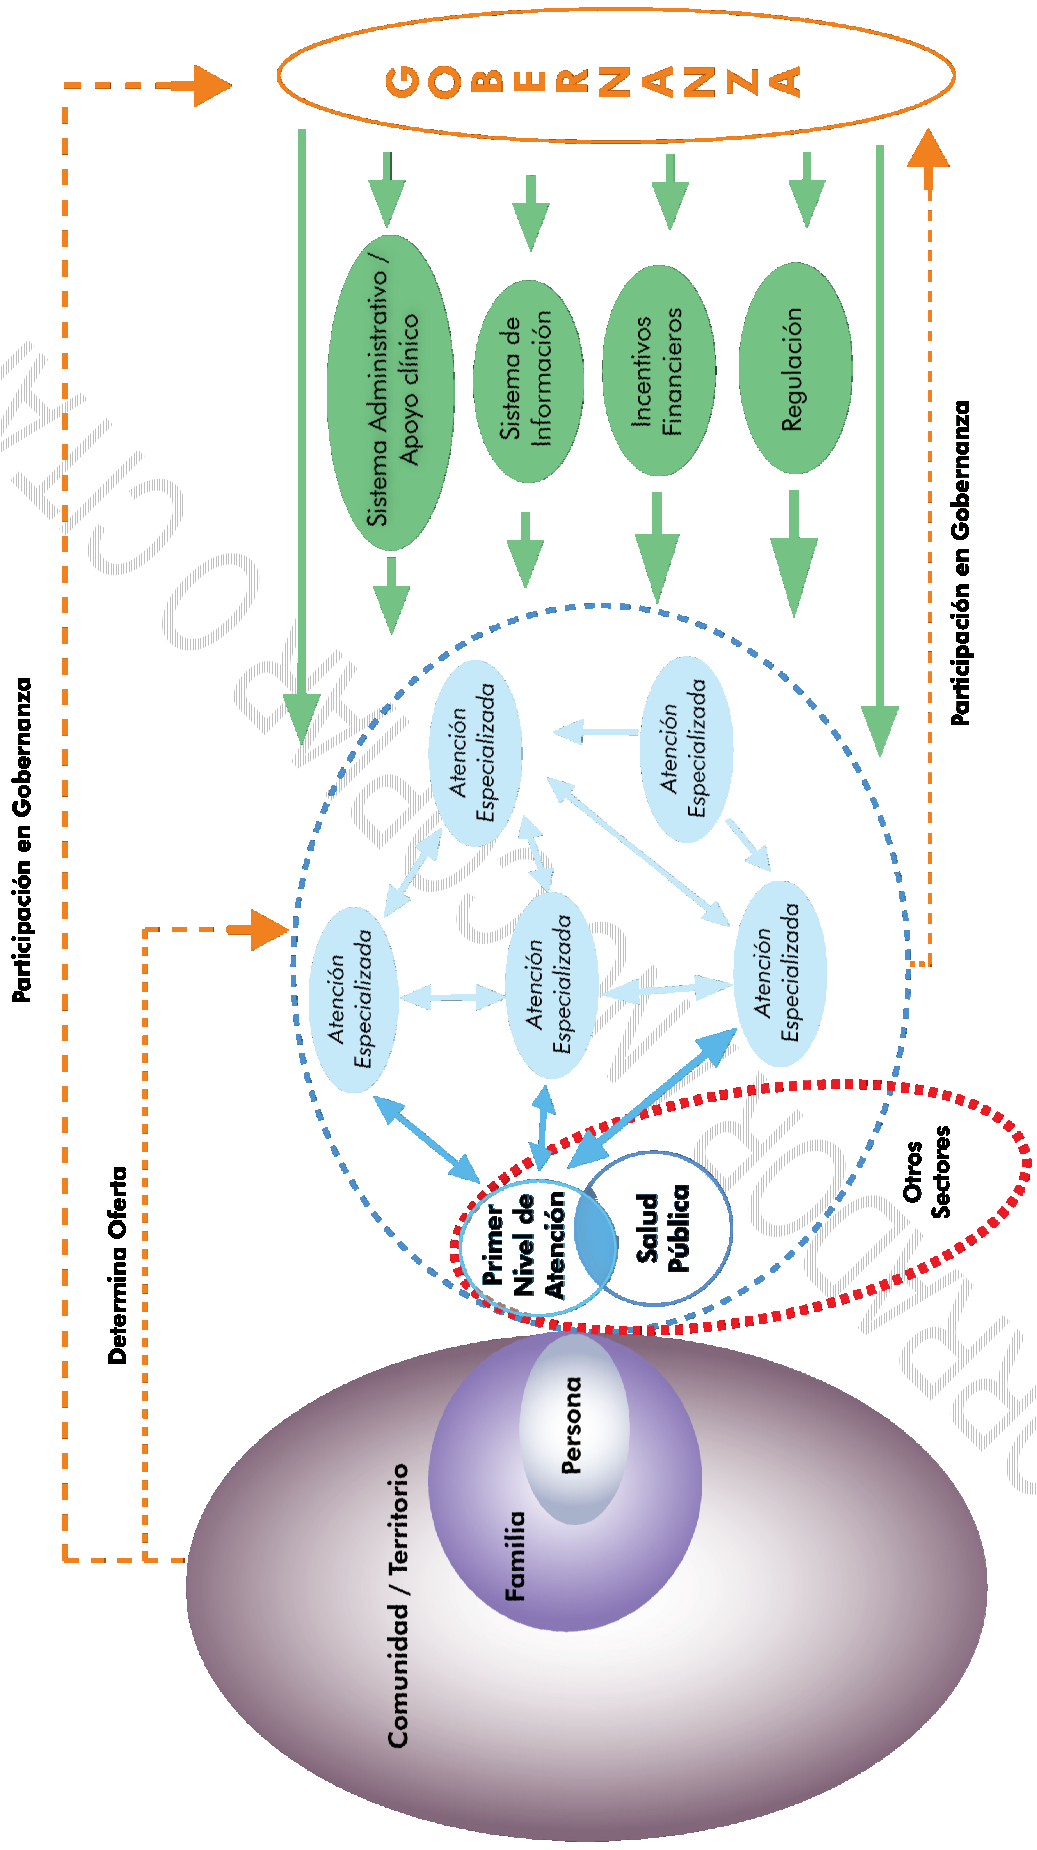 Participación en Gobernanza
Determina Oferta
Comunidad / Territorio
Familia
Persona
Primer
Nivel de
Atención
Salud
Pública
Otros
Sectores
Atención
Especializada
Atención
Especializada
Atención
Especializada
Atención
Especializada
Atención
Especializada
Sistema Administrativo /
Apoyo clínico
Sistema de
Información
Incentivos
Financieros
Regulación
GOBERNANZA
Participación en Gobernanza